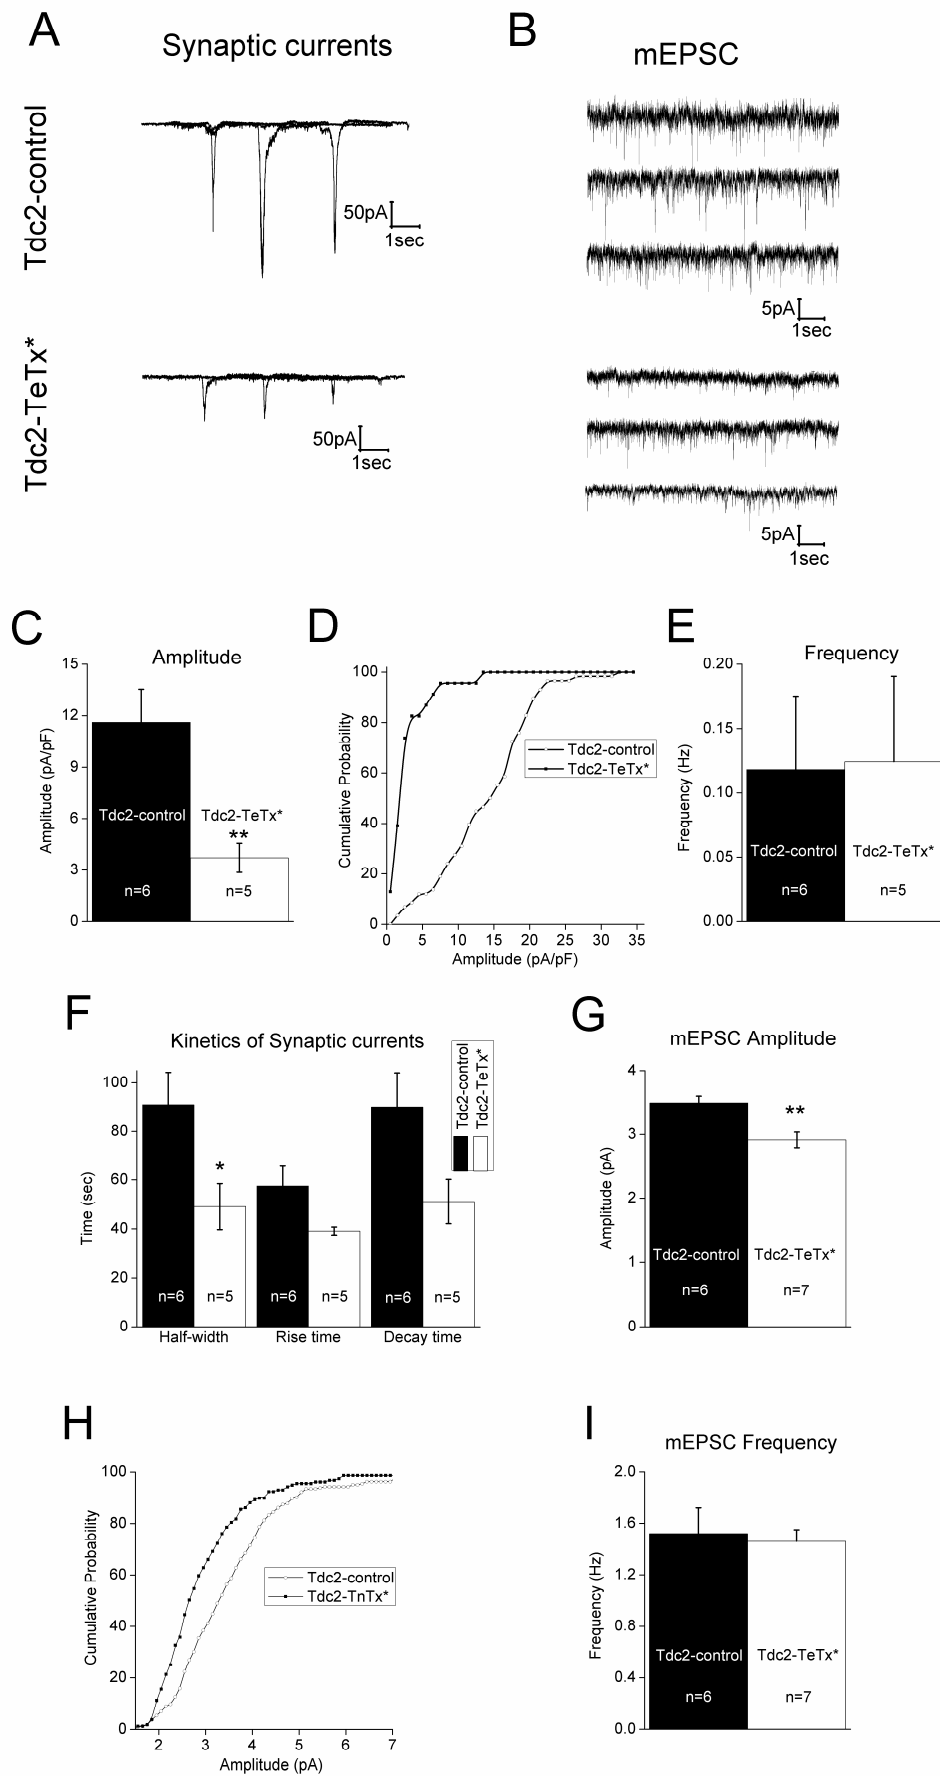 A
Synaptic currents
B
mEPSC
Tdc2-control
50pA
1sec
5pA
1sec
Tdc2-TeTx*
50pA
1sec
5pA
1sec
C
Amplitude
Amplitude (pA/pF)
15
12
9
6
3
0
Tdc2-control
Tdc2-TeTx*
**
n=6
n=5
D
Cumulative Probability
100
80
60
40
20
0
Tdc2-control
Tdc2-TeTx*
0 5 10 15 20 25 30 35
Amplitude (pA/pF)
E
Frequency
Frequency (Hz)
0.20
0.15
0.10
0.05
0.00
Tdc2-control
Tdc2-TeTx*
n=6
n=5
F
Kinetics of Synaptic currents
Tdc2-control
Tdc2-TeTx*
Time (sec)
100
80
60
40
20
0
*
n=6
n=5
n=6
n=5
n=6
n=5
Half-width
Rise time
Decay time
G
mEPSC Amplitude
Amplitude (pA)
4
3
2
1
0
**
Tdc2-control
Tdc2-TeTx*
n=6
n=7
H
Cumulative Probability
100
80
60
40
20
0
Tdc2-control
Tdc2-TnTx*
2 3 4 5 6 7
Amplitude (pA)
I
mEPSC Frequency
Frequency (Hz)
2.0
1.6
1.2
0.8
0.4
0.0
Tdc2-control
Tdc2-TeTx*
n=6
n=7